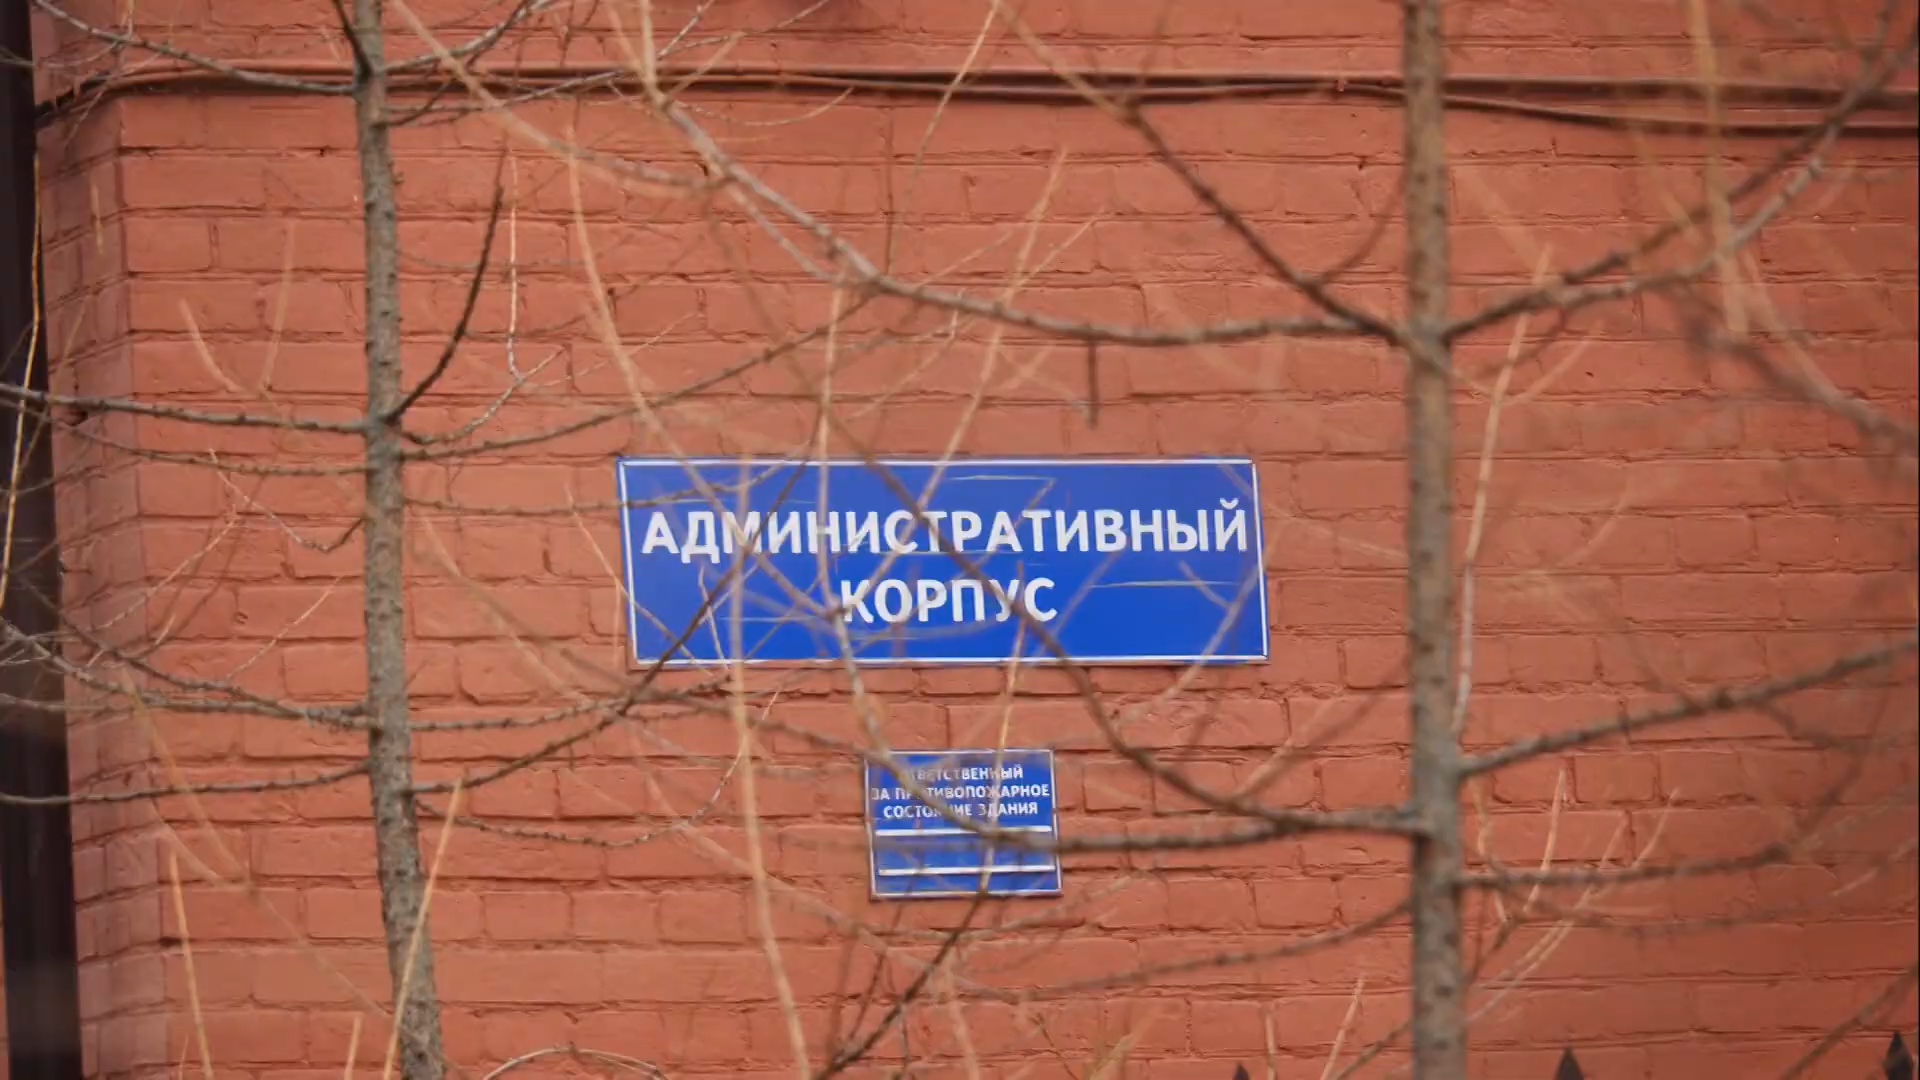 АДМИНИСТРАТИВНЫЙ
КОРПУС
ОТВЕТСТВЕННЫЙ
ЗА ПРОТИВОПОЖАРНОЕ
СОСТОЯНИЕ ЗДАНИЯ